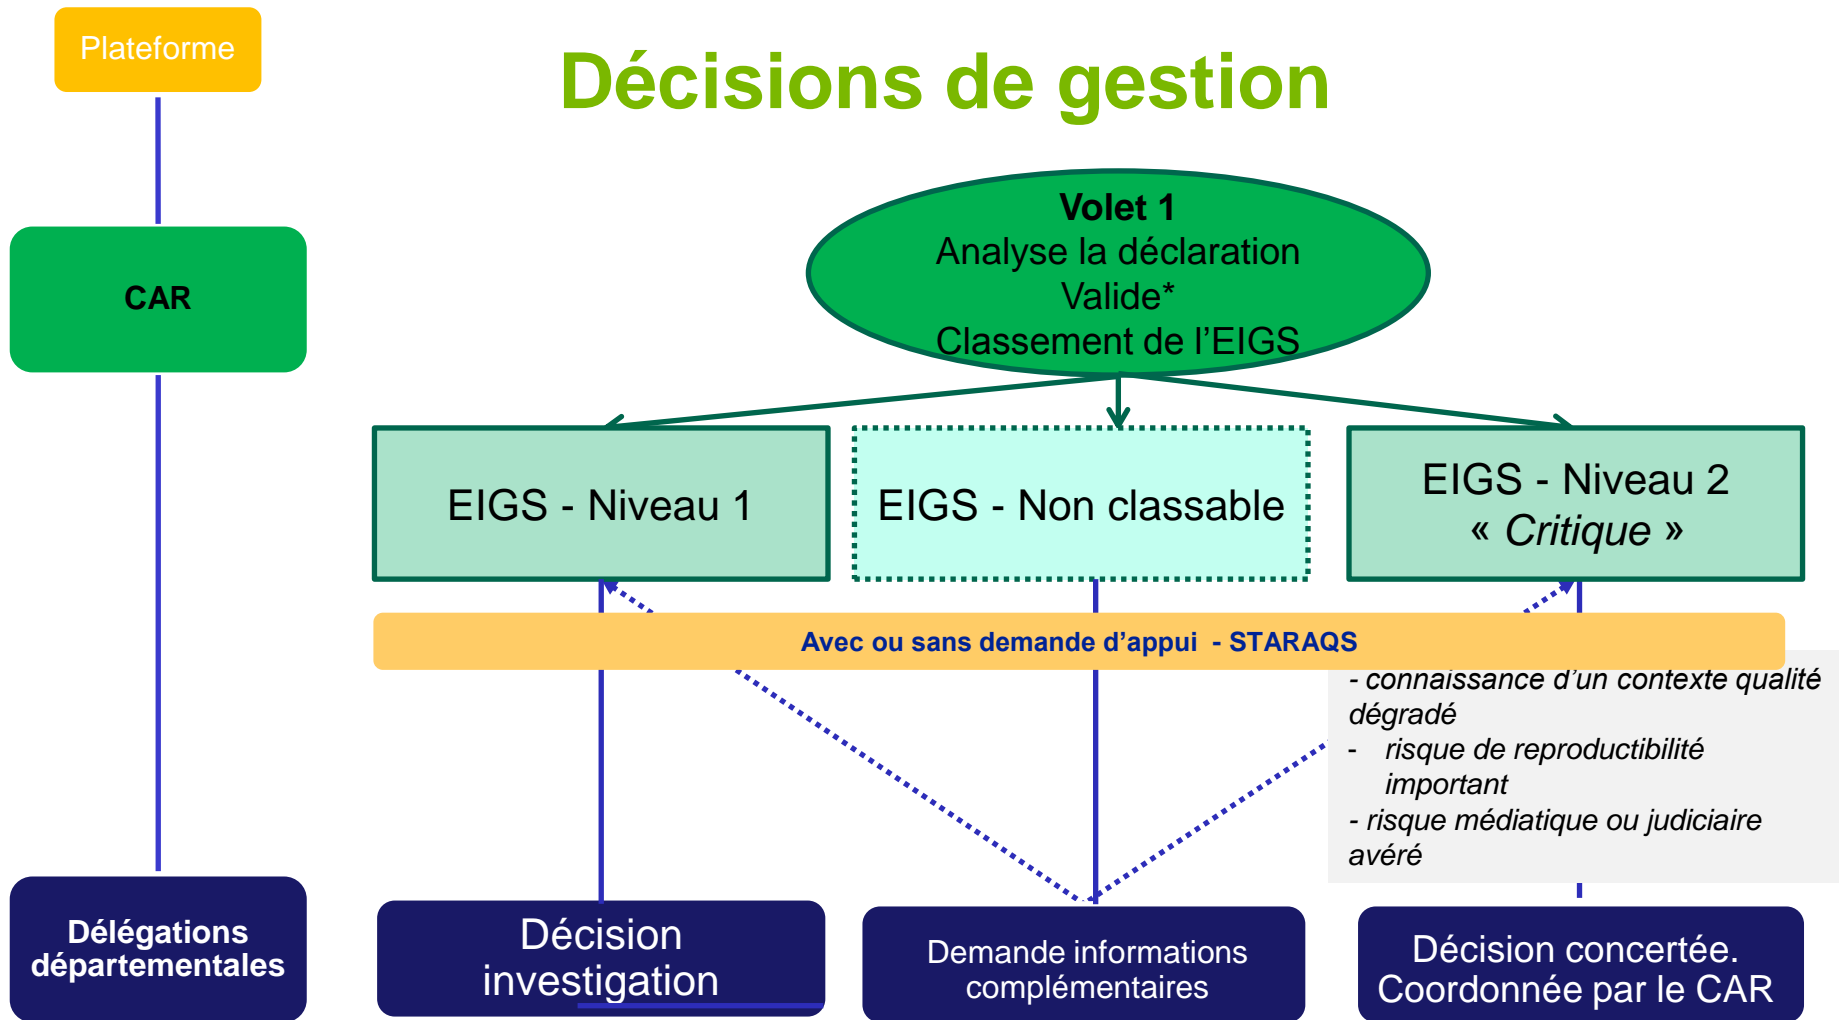 Plateforme
Décisions de gestion
Volet 1
Analyse la déclaration
Valide*
Classement de l'EIGS
CAR
EIGS - Niveau 1
EIGS - Non classable
EIGS - Niveau 2
« Critique »
Avec ou sans demande d'appui - STARAQS
- connaissance d'un contexte qualité
dégradé
- risque de reproductibilité
important
- risque médiatique ou judiciaire
avéré
Délégations
départementales
Décision
investigation
Demande informations
complémentaires
Décision concertée.
Coordonnée par le CAR